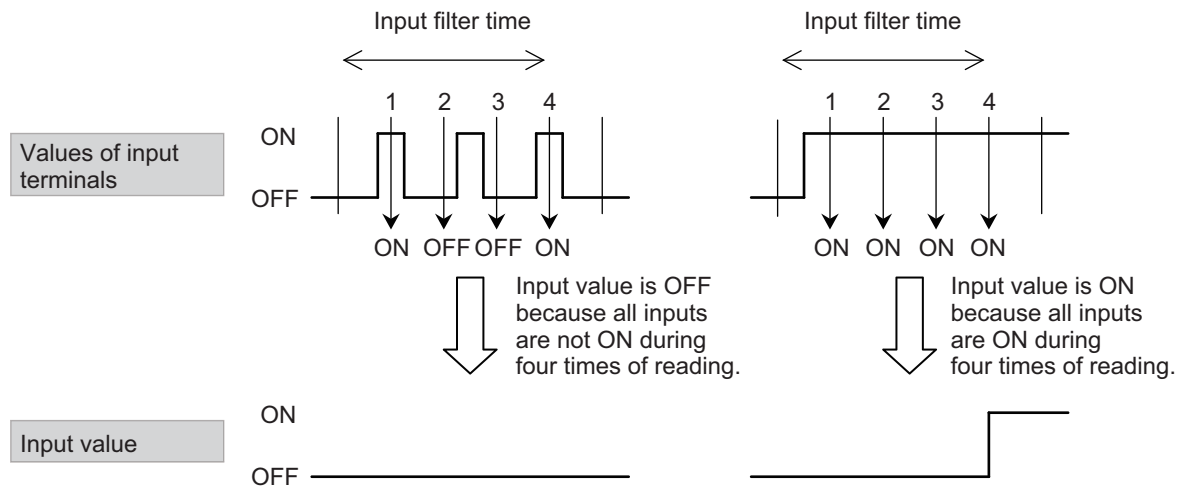 Input filter time
Input filter time
1 2 3 4
1 2 3 4
Values of input
terminals
ON
OFF
ON OFF OFF ON
ON ON ON ON
Input value is OFF
because all inputs
are not ON during
four times of reading.
Input value is ON
because all inputs
are ON during
four times of reading.
Input value
ON
OFF